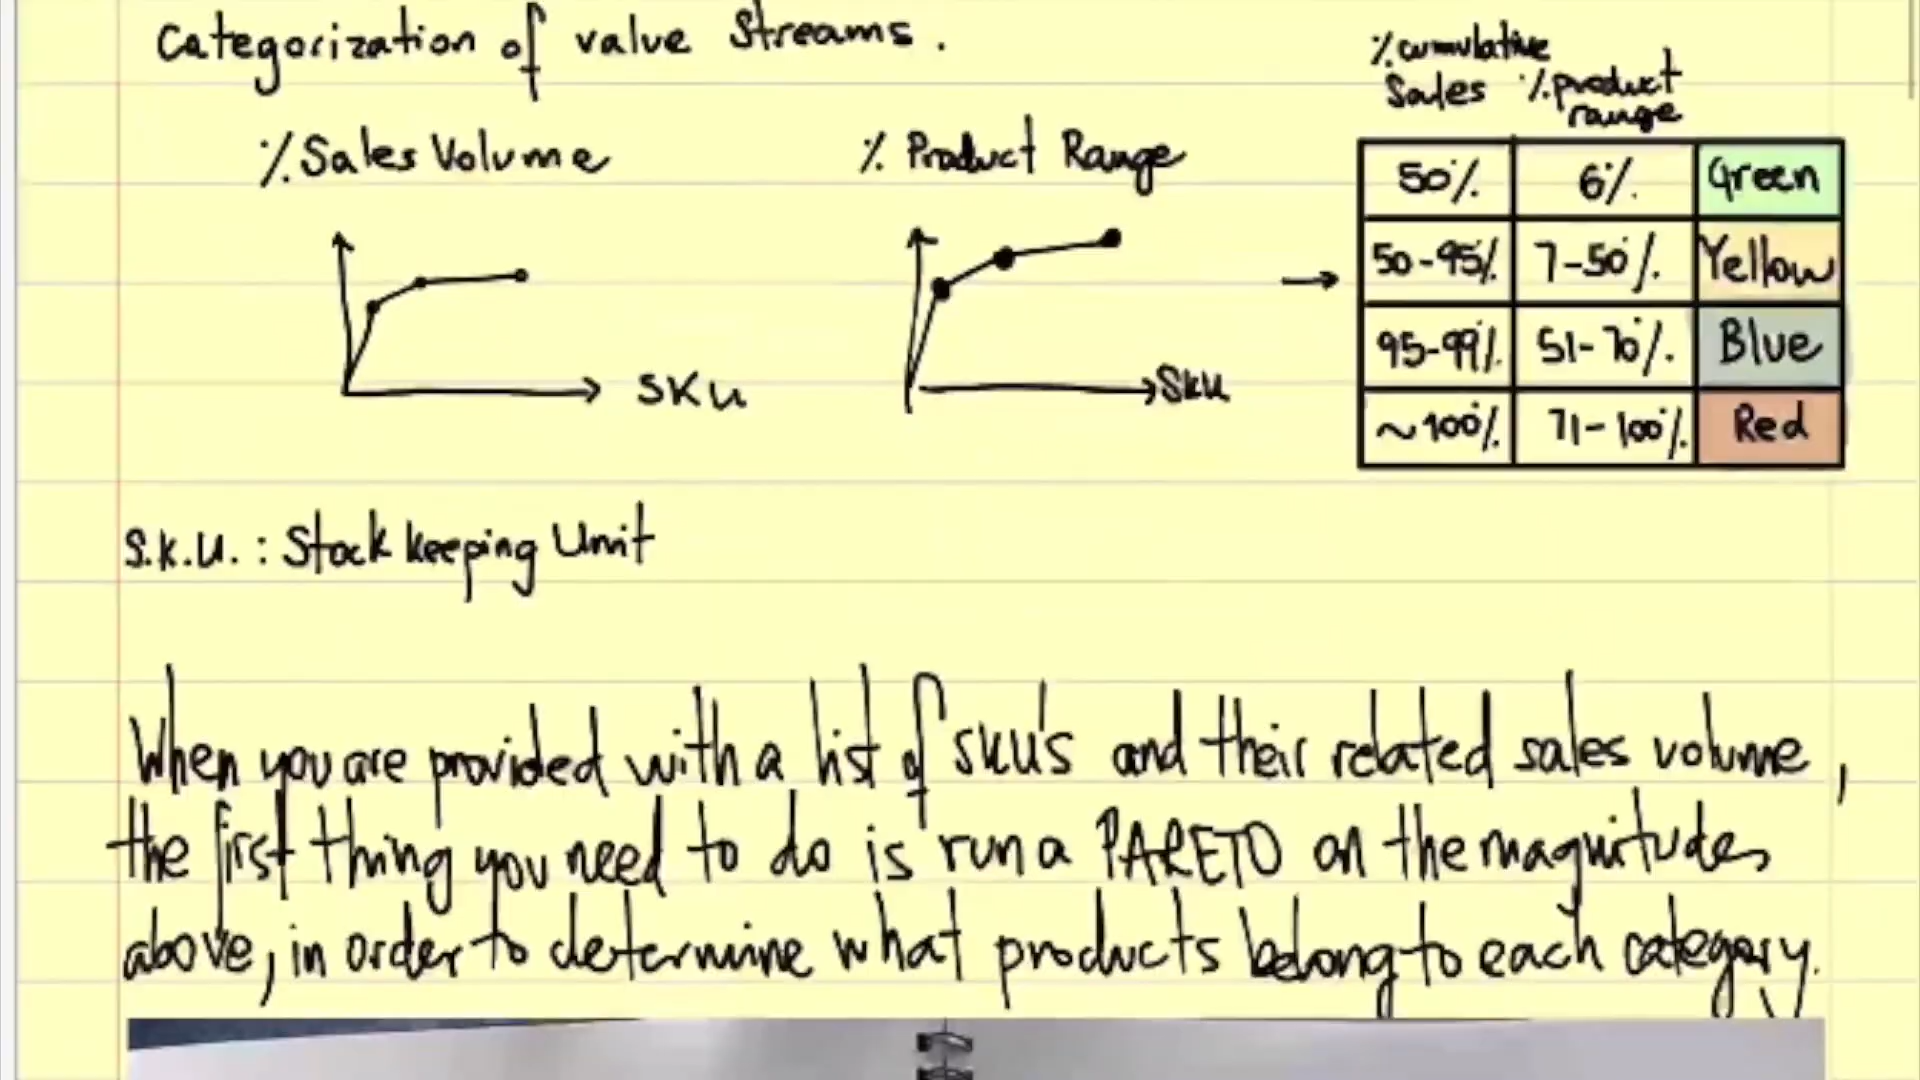 Categorization of value Streams.
% Sales Volume
SKU
% Product Range
SKU
% cumulative Sales % product range
50% 6% Green
50-95% 7-50% Yellow
95-99% 51-70% Blue
~100% 71-100% Red
S.K.U. : Stock keeping Unit
When you are provided with a list of SKU's and their related sales volume,
the first thing you need to do is run a PARETO on the magnitudes
above, in order to determine what products belong to each category.